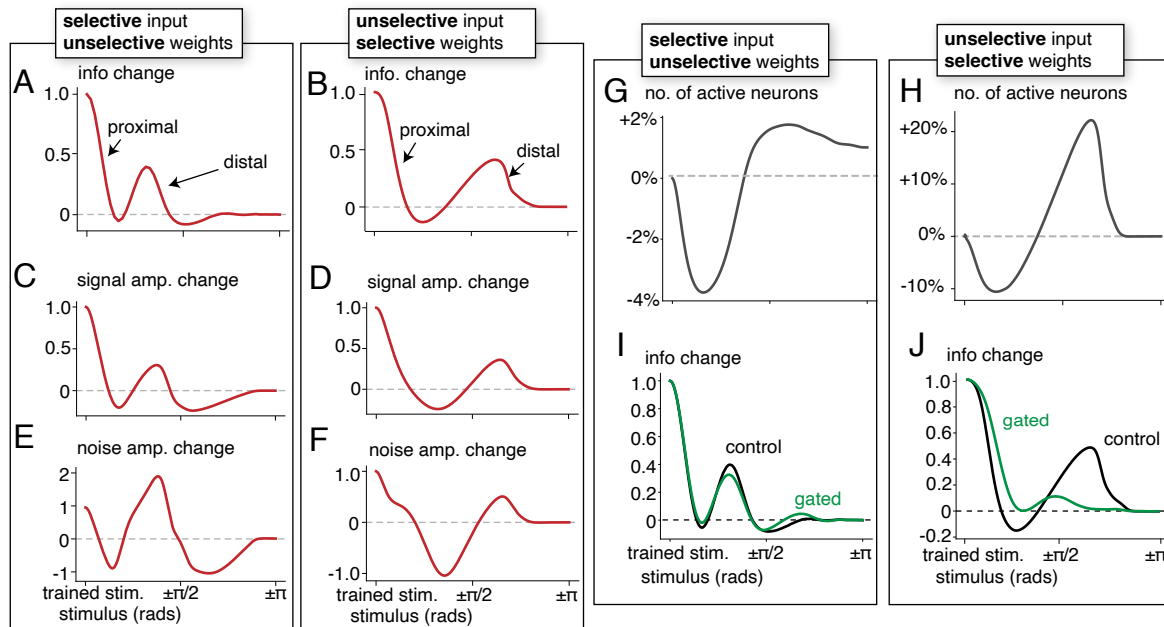 selective input
unselective weights
unselective input
selective weights
selective input
unselective weights
unselective input
selective weights
A
info change
1.0
0.5
0
proximal
distal
B
info. change
1.0
0.5
0
proximal
distal
C
signal amp. change
1.0
0.5
0
D
signal amp. change
1.0
0.5
0
E
noise amp. change
2
1
0
-1
trained stim.
±π/2
±π
stimulus (rads)
F
noise amp. change
1.0
0
-1.0
trained stim.
±π/2
±π
stimulus (rads)
G
no. of active neurons
+2%
0%
-2%
-4%
H
no. of active neurons
+20%
+10%
0%
-10%
I
info change
1.0
0.8
0.6
0.4
0.2
0
control
gated
trained stim.
±π/2
±π
stimulus (rads)
J
info change
1.0
0.8
0.6
0.4
0.2
0
-0.2
gated
control
trained stim.
±π/2
±π
stimulus (rads)